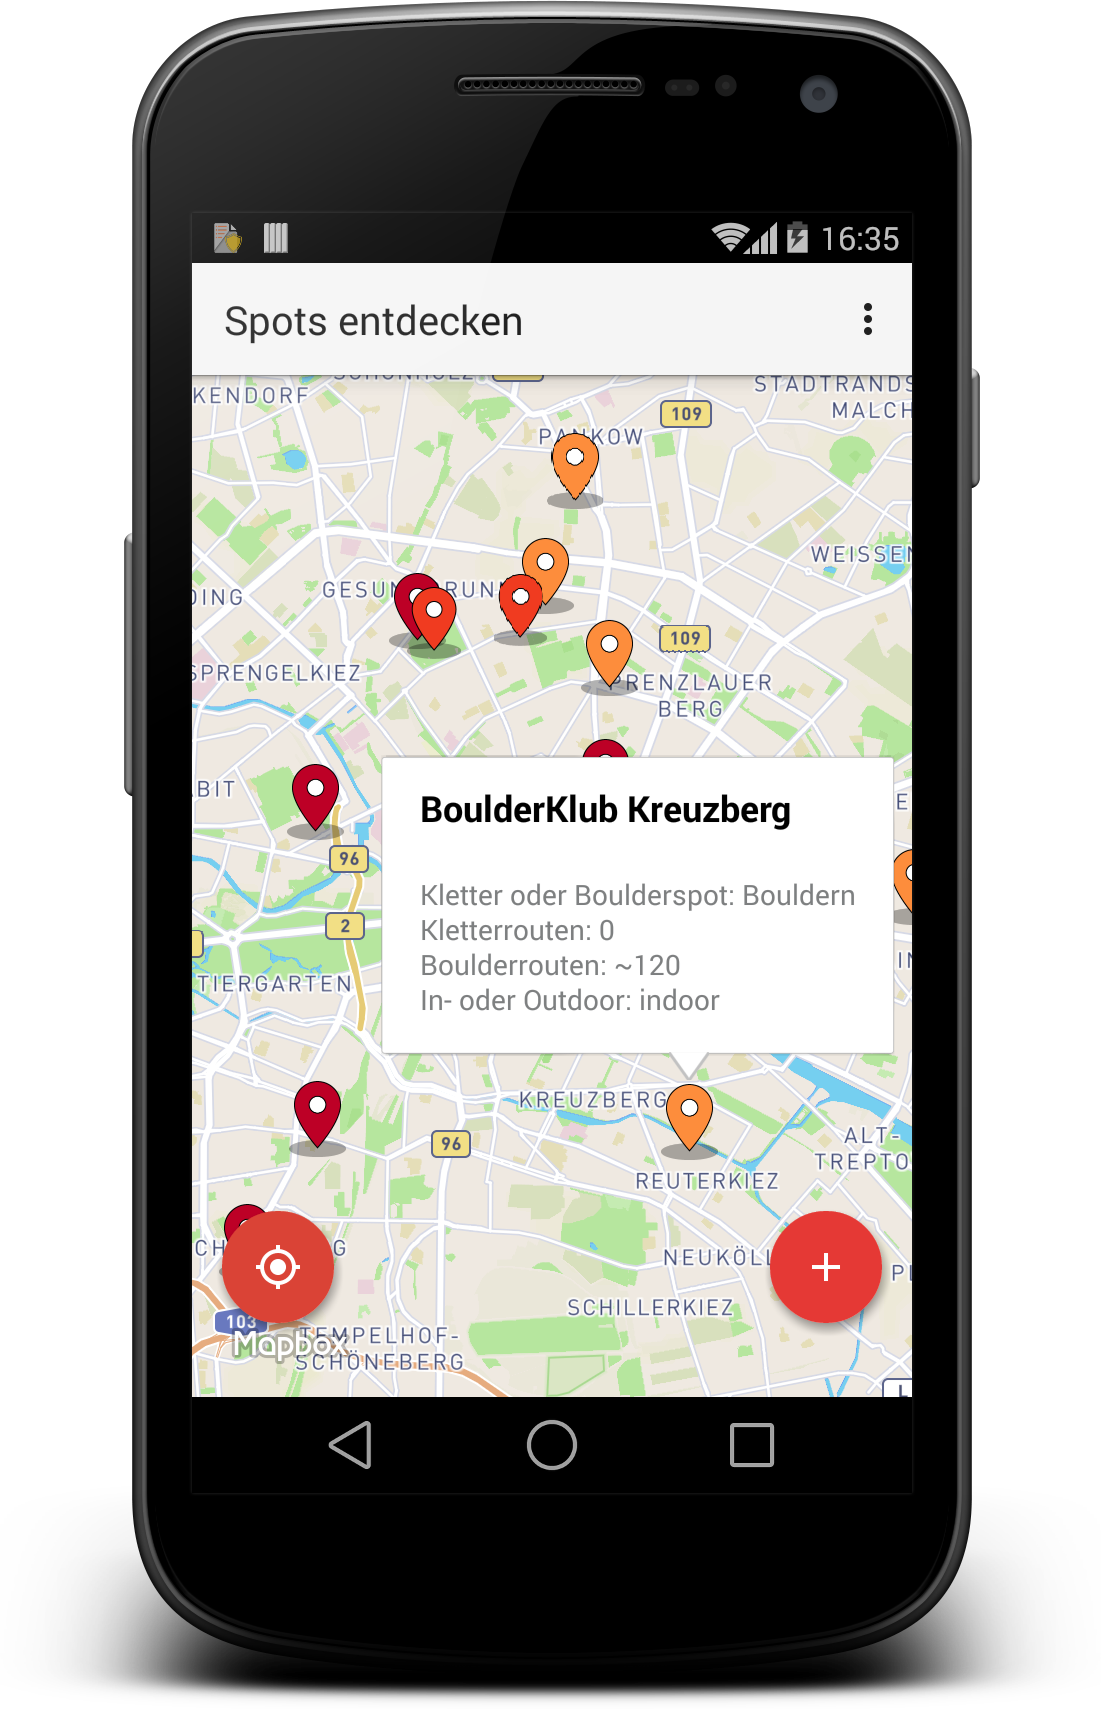 16:35
Spots entdecken
KENDORF
STADTRANDS
MALCH
109
PANKOW
WEISSEN
DING
SPRENGELKIEZ
109
PRENZLAUER
BERG
BIT
BoulderKlub Kreuzberg
Kletter oder Boulderspot: Bouldern
Kletterrouten: 0
Boulderrouten: ~120
In- oder Outdoor: indoor
96
2
TIERGARTEN
KREUZBERG
96
ALT-
TREPTO
REUTERKIEZ
CH
G
NEUKÖLL
SCHILLERKIEZ
103
Mapbox
TEMPELHOF-
SCHÖNEBERG